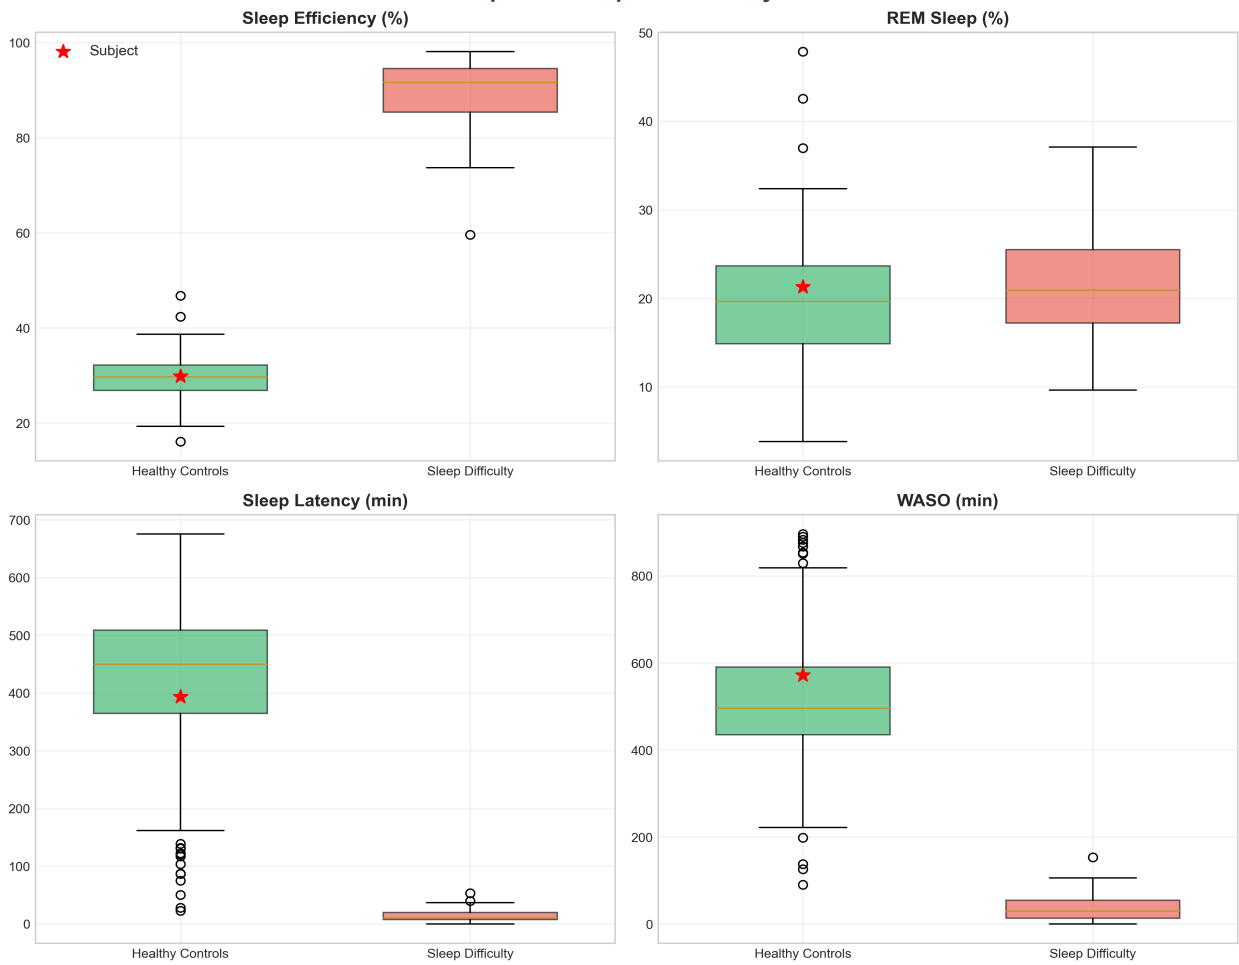 Sleep Efficiency (%)
100
80
60
40
20
Subject
Healthy Controls
Sleep Difficulty
REM Sleep (%)
50
40
30
20
10
Healthy Controls
Sleep Difficulty
Sleep Latency (min)
700
600
500
400
300
200
100
0
Healthy Controls
Sleep Difficulty
WASO (min)
800
600
400
200
0
Healthy Controls
Sleep Difficulty